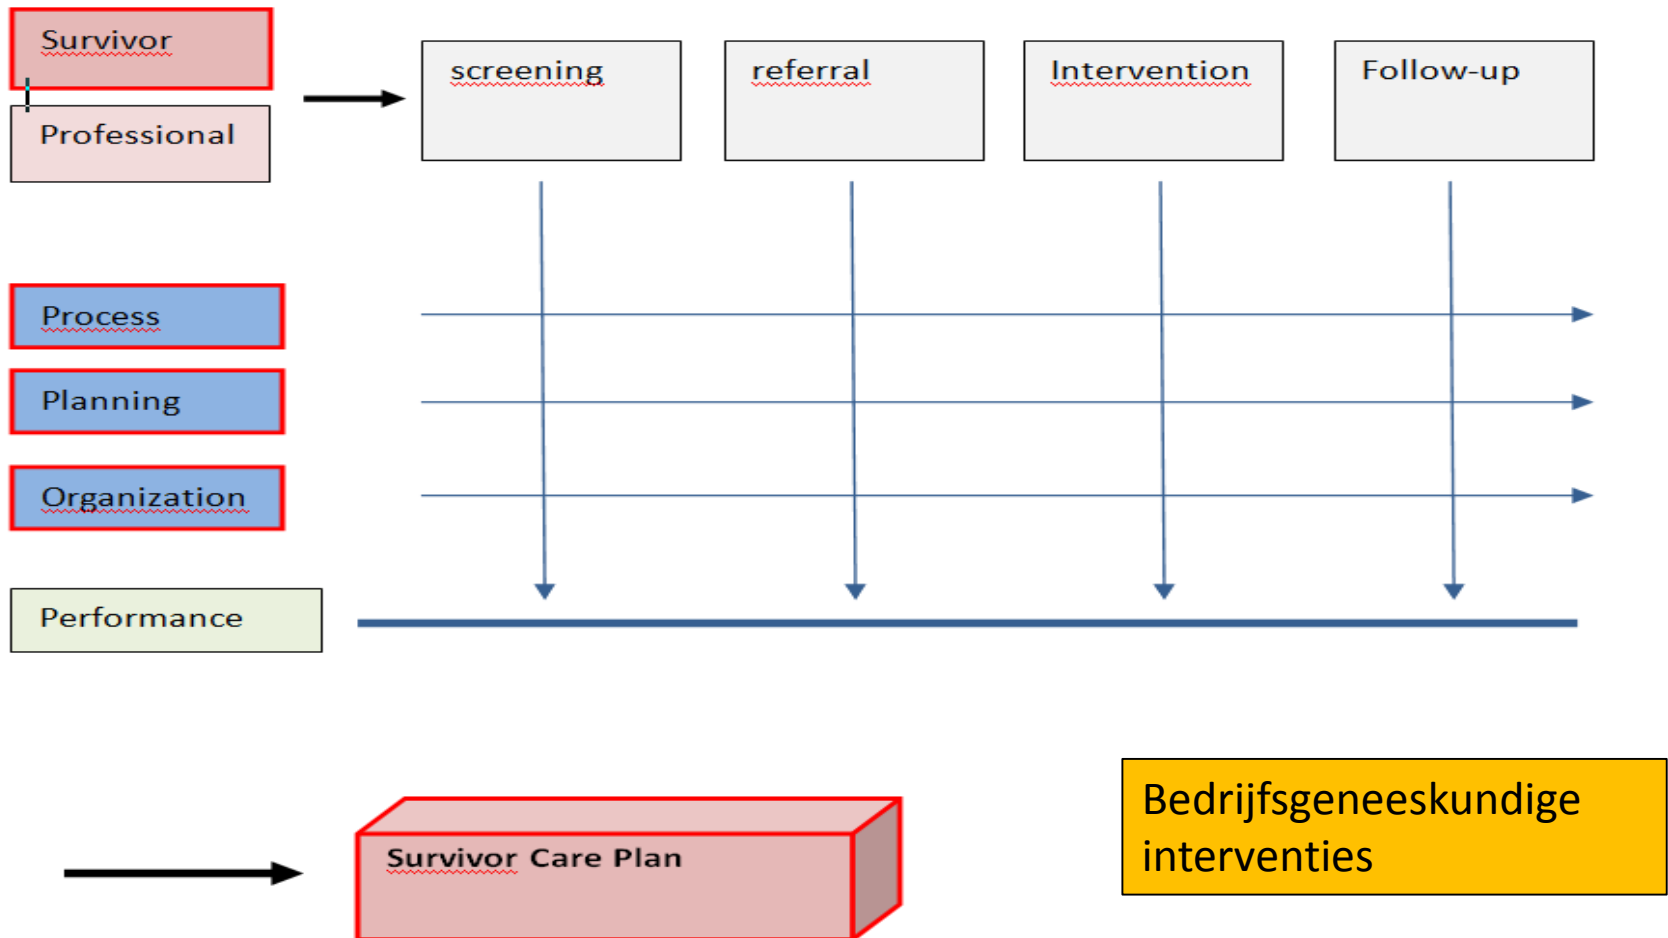 Survivor
Professional
screening
referral
Intervention
Follow-up
Process
Planning
Organization
Performance
Survivor Care Plan
Bedrijfsgeneeskundige
interventies